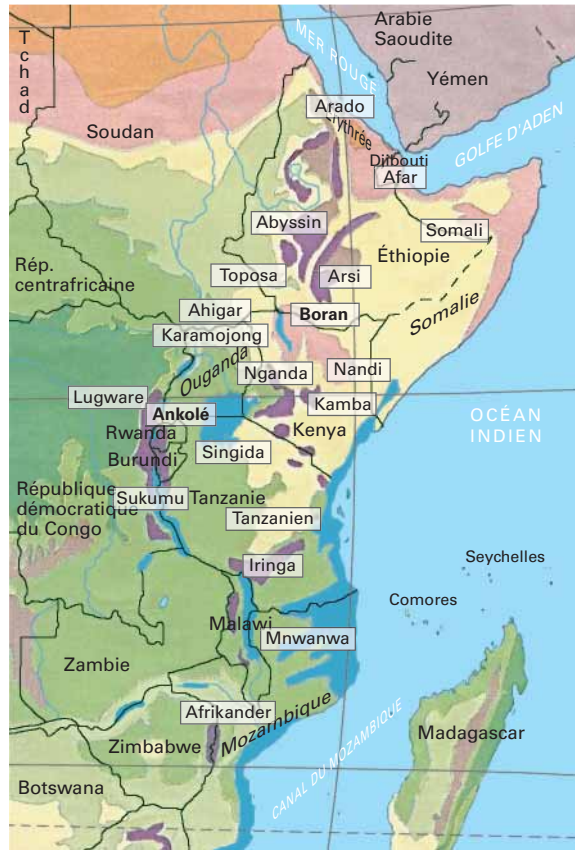 Tchad
Arabie
Saoudite
MER ROUGE
Yémen
Arado
Érythrée
Soudan
GOLFE D'ADEN
Djibouti
Afar
Abyssin
Somali
Éthiopie
Rép.
centrafricaine
Toposa
Arsi
Ahigar
Boran
Somalie
Karamojong
Ouganda
Nganda
Nandi
Lugware
Ankolé
Kamba
OCÉAN
INDIEN
Rwanda
Kenya
Burundi
Singida
République
démocratique
du Congo
Sukumu
Tanzanie
Tanzanien
Iringa
Seychelles
Comores
Malawi
Mnwanwa
Zambie
Afrikander
Mozambique
Zimbabwe
Madagascar
CANAL DU MOZAMBIQUE
Botswana